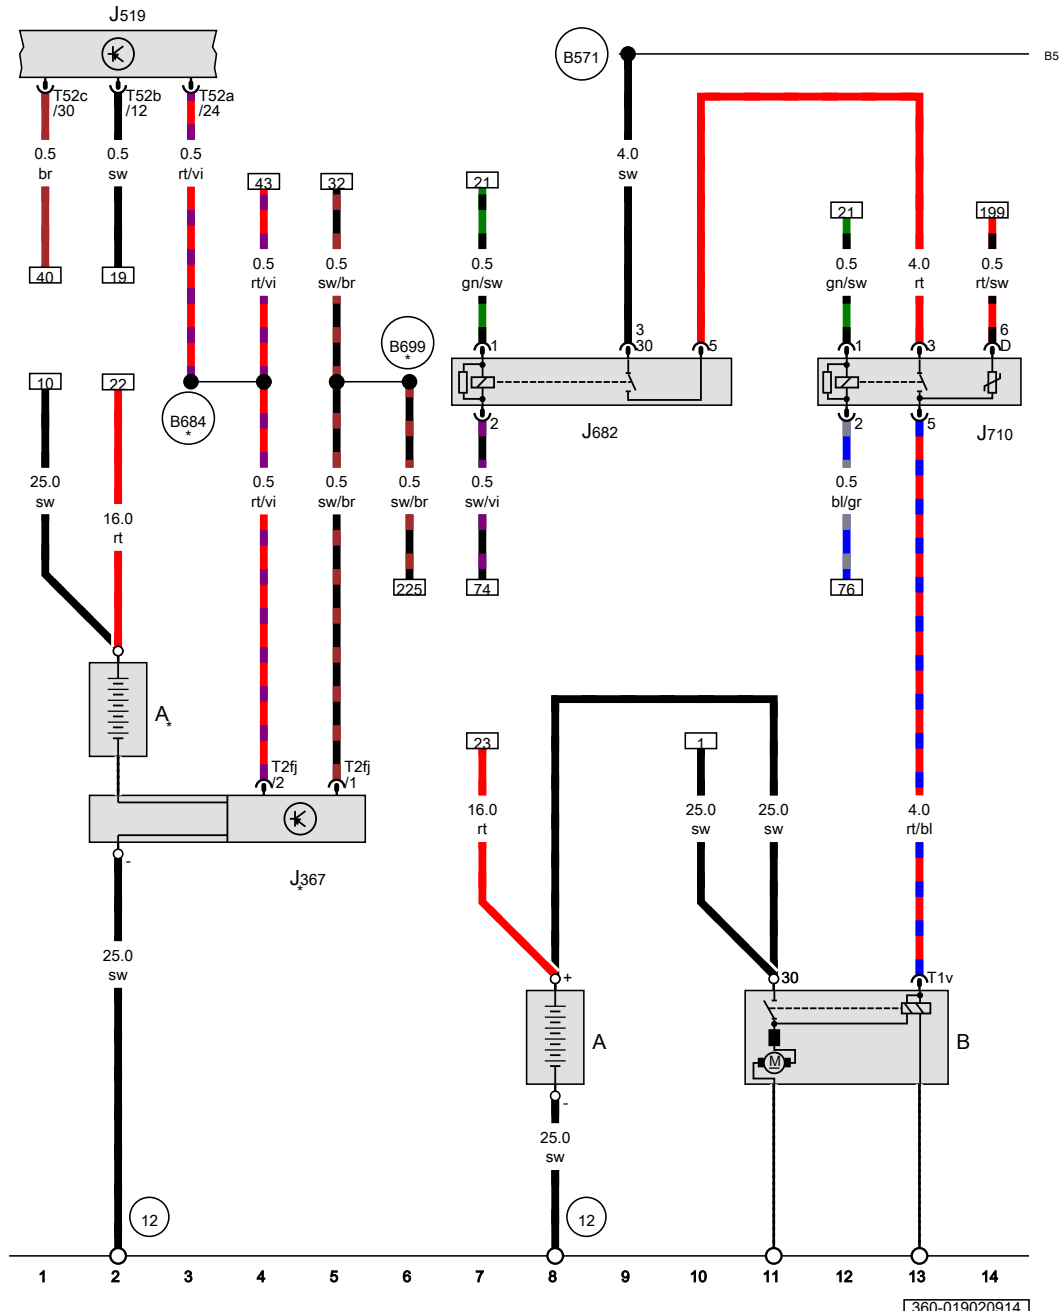 J519
B571
B5
T52c
/30
T52b
/12
T52a
/24
0.5
br
0.5
sw
0.5
rt/vi
4.0
sw
43
32
21
21
199
40
19
0.5
rt/vi
0.5
sw/br
0.5
gn/sw
0.5
gn/sw
4.0
rt
0.5
rt/sw
B699
*
1
3
30
5
1
3
6
D
10
22
B684
*
2
J682
2
5
J710
25.0
sw
16.0
rt
0.5
rt/vi
0.5
sw/br
0.5
sw/br
0.5
sw/vi
0.5
bl/gr
225
74
76
A*
23
1
T2fj
/2
T2fj
/1
16.0
rt
25.0
sw
25.0
sw
4.0
rt/bl
-
J*367
25.0
sw
+
30
T1v
A
M
B
-
25.0
sw
12
12
1 2 3 4 5 6 7 8 9 10 11 12 13 14
360-019020914